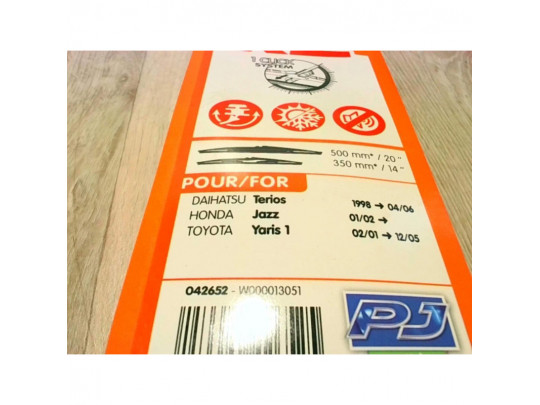 1 CLICK
SYSTEM
500 mm* / 20"
350 mm* / 14"
POUR/FOR
DAIHATSU Terios 1998 → 04/06
HONDA Jazz 01/02 →
TOYOTA Yaris 1 02/01 → 12/05
042652 - W000013051
PJ